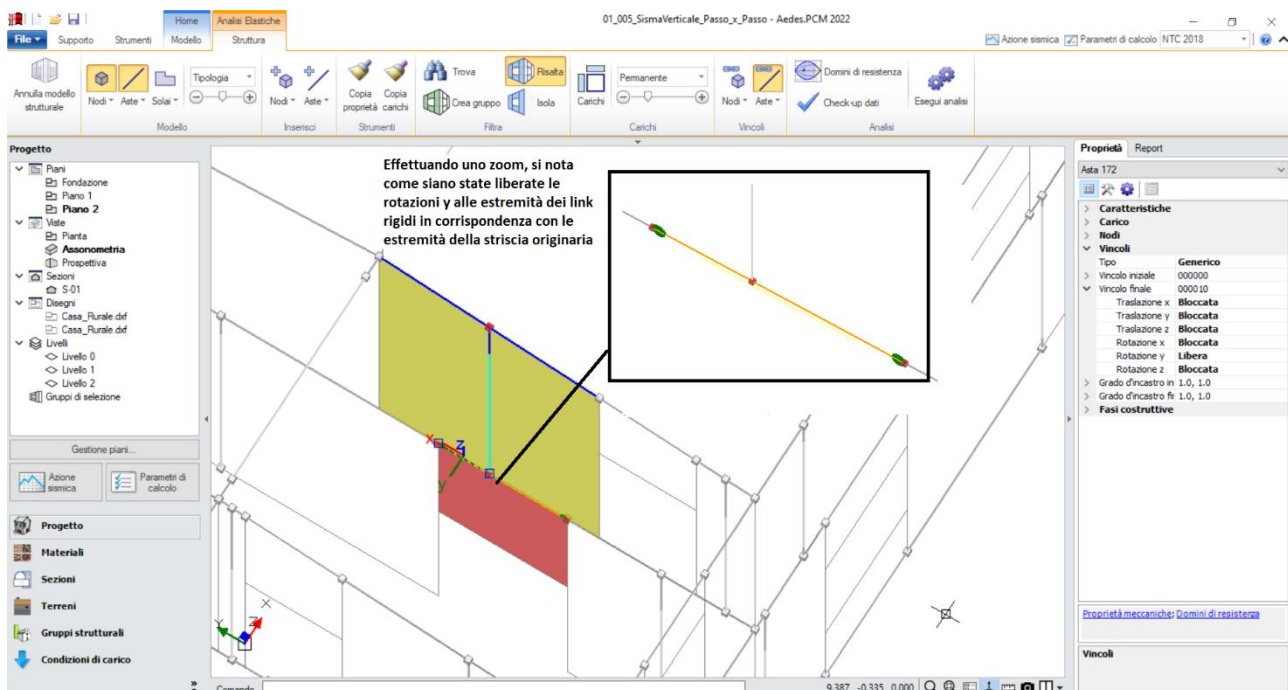 01_005_SismaVerticale_Passo_x_Passo - Aedes.PCM 2022
Home
Analisi Elastiche
File
Supporto
Strumenti
Modello
Struttura
Azione sismica
Parametri di calcolo
NTC 2018
Annulla modello
strutturale
Nodi
Aste
Solai
Tipologia
Modello
Nodi
Aste
Inserisci
Copia
proprietà
Copia
carichi
Strumenti
Trova
Crea gruppo
Risalta
Isola
Filtra
Carichi
Permanente
Carichi
Nodi
Aste
Vincoli
Domini di resistenza
Check-up dati
Esegui analisi
Analisi
Progetto
Piani
Fondazione
Piano 1
Piano 2
Viste
Pianta
Assonometria
Prospettiva
Sezioni
S-01
Disegni
Casa_Rurale.dxf
Casa_Rurale.dxf
Livelli
Livello 0
Livello 1
Livello 2
Gruppi di selezione
Gestione piani...
Azione
sismica
Parametri di
calcolo
Progetto
Materiali
Sezioni
Terreni
Gruppi strutturali
Condizioni di carico
Effettuando uno zoom, si nota
come siano state liberate le
rotazioni y alle estremità dei link
rigidi in corrispondenza con le
estremità della striscia originaria
x
z
y
Y
Z
X
Comando
9.387, -0.335, 0.000
Proprietà
Report
Asta 172
Caratteristiche
Carico
Nodi
Vincoli
Tipo Generico
Vincolo iniziale 000000
Vincolo finale 000010
Traslazione x Bloccata
Traslazione y Bloccata
Traslazione z Bloccata
Rotazione x Bloccata
Rotazione y Libera
Rotazione z Bloccata
Grado d'incastro in 1.0, 1.0
Grado d'incastro fir 1.0, 1.0
Fasi costruttive
Proprietà meccaniche; Domini di resistenza
Vincoli